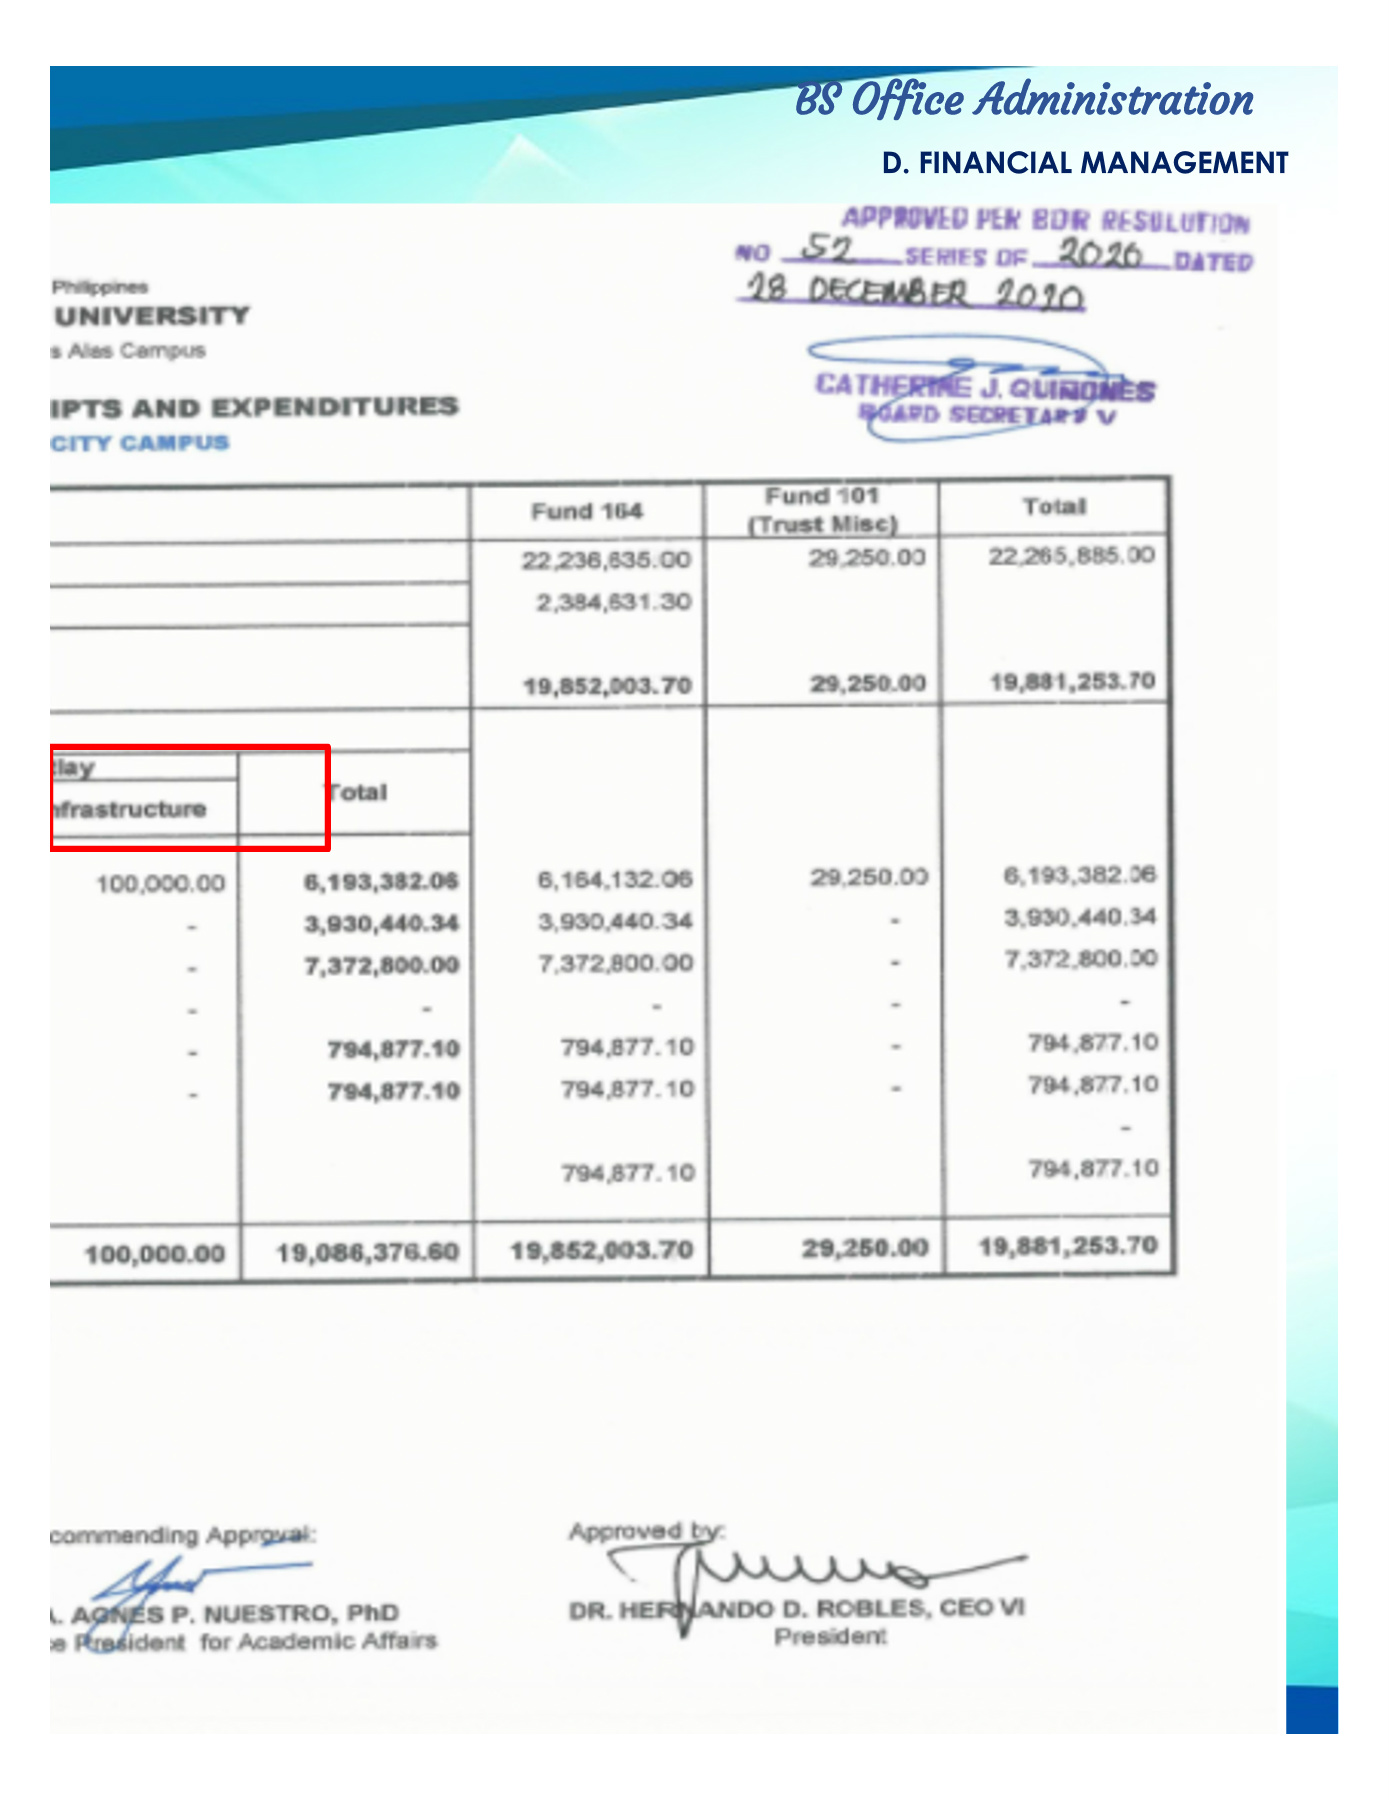 BS Office Administration
D. FINANCIAL MANAGEMENT
APPROVED PER BOR RESOLUTION
NO 52 SERIES OF 2020 DATED
28 DECEMBER 2020
Philippines
UNIVERSITY
s Alas Campus
CATHERINE J. QUIÑONES
BOARD SECRETARY V
IPTS AND EXPENDITURES
CITY CAMPUS
Fund 164 Fund 101 (Trust Misc) Total
22,236,635.00 29,250.00 22,265,885.00
2,384,631.30
19,852,003.70 29,250.00 19,881,253.70
tlay
nfrastructure Total
100,000.00 6,193,382.06 6,164,132.06 29,250.00 6,193,382.06
- 3,930,440.34 3,930,440.34 - 3,930,440.34
- 7,372,800.00 7,372,800.00 - 7,372,800.00
- - - - -
- 794,877.10 794,877.10 - 794,877.10
- 794,877.10 794,877.10 - 794,877.10
-
794,877.10 794,877.10
100,000.00 19,086,376.60 19,852,003.70 29,250.00 19,881,253.70
commending Approval: Approved by:
. AGNES P. NUESTRO, PhD DR. HERNANDO D. ROBLES, CEO VI
e President for Academic Affairs President